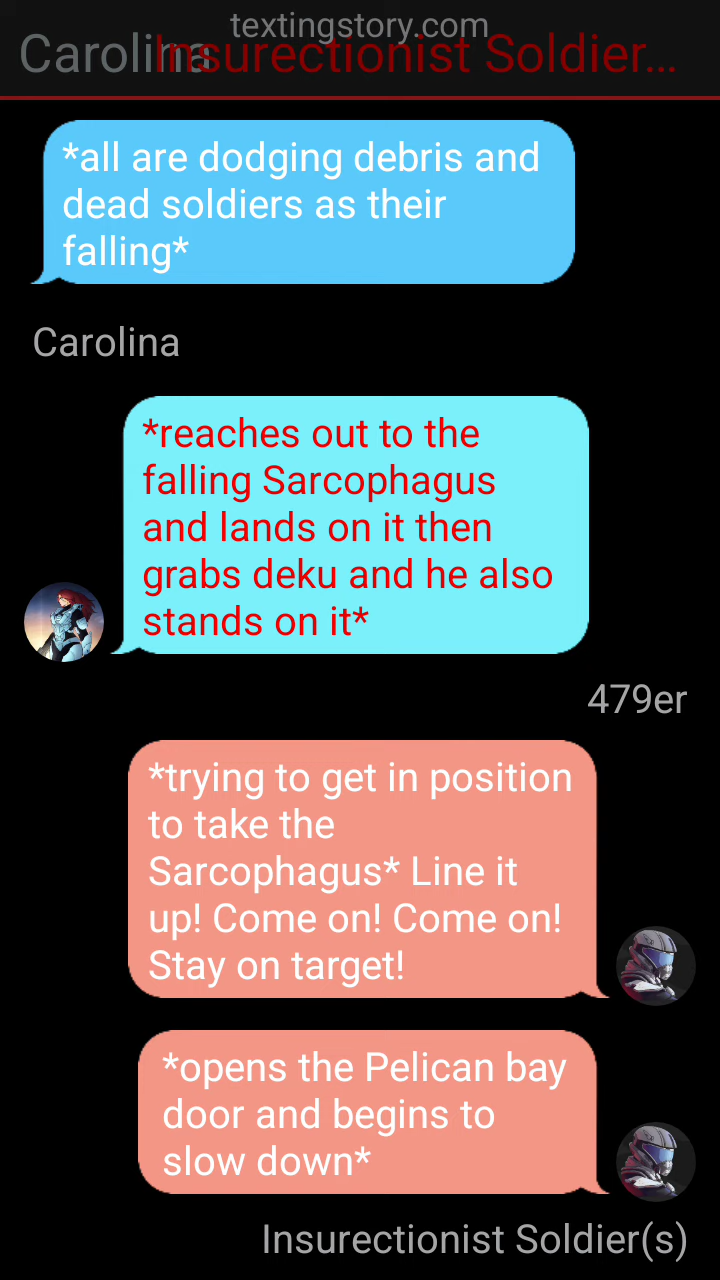 textingstory.com
Carolina
Insurectionist Soldier...
*all are dodging debris and
dead soldiers as their
falling*
Carolina
*reaches out to the
falling Sarcophagus
and lands on it then
grabs deku and he also
stands on it*
479er
*trying to get in position
to take the
Sarcophagus* Line it
up! Come on! Come on!
Stay on target!
*opens the Pelican bay
door and begins to
slow down*
Insurectionist Soldier(s)